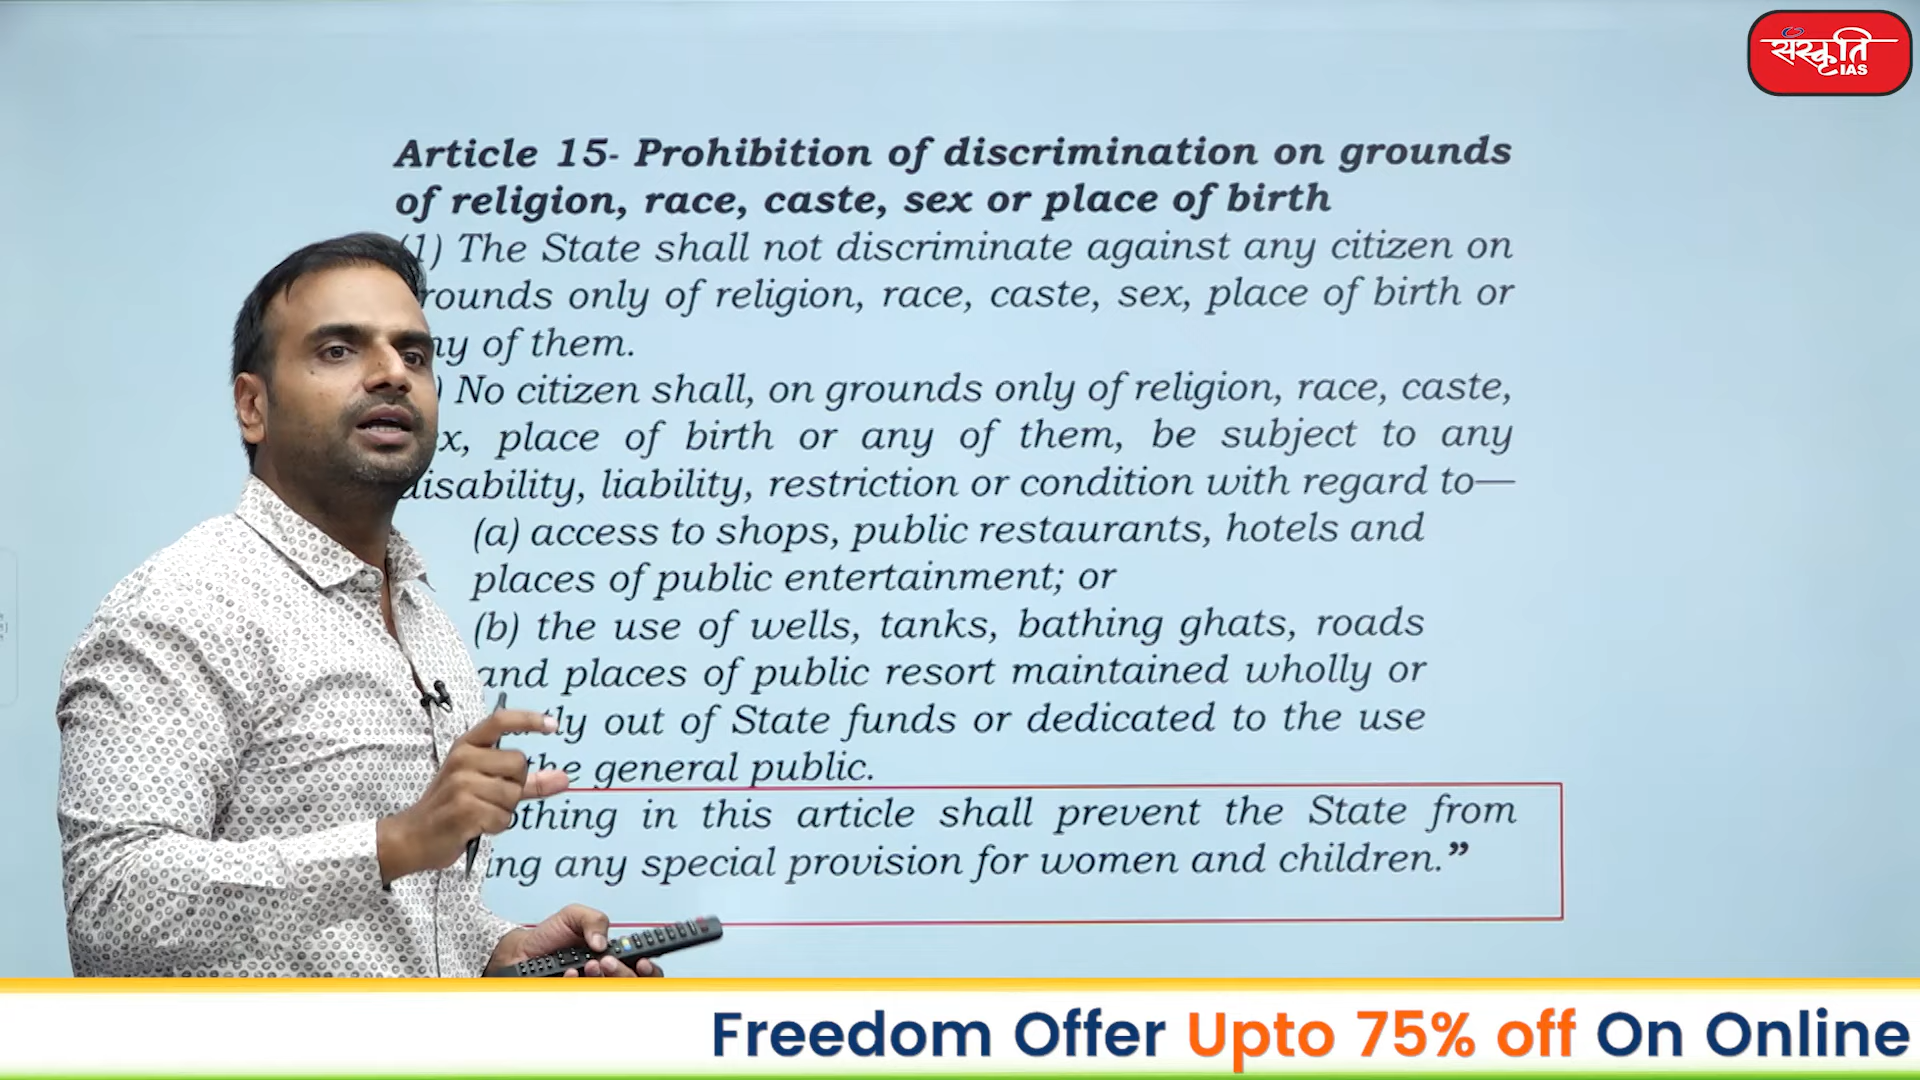 संस्कृति
IAS
Article 15- Prohibition of discrimination on grounds
of religion, race, caste, sex or place of birth
1) The State shall not discriminate against any citizen on
rounds only of religion, race, caste, sex, place of birth or
ny of them.
) No citizen shall, on grounds only of religion, race, caste,
x, place of birth or any of them, be subject to any
disability, liability, restriction or condition with regard to—
(a) access to shops, public restaurants, hotels and
places of public entertainment; or
(b) the use of wells, tanks, bathing ghats, roads
and places of public resort maintained wholly or
tly out of State funds or dedicated to the use
the general public.
othing in this article shall prevent the State from
ing any special provision for women and children.”
Freedom Offer Upto 75% off On Online